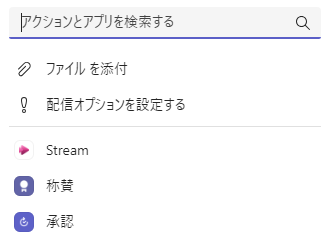 アクションとアプリを検索する
ファイル を添付
配信オプションを設定する
Stream
称賛
承認